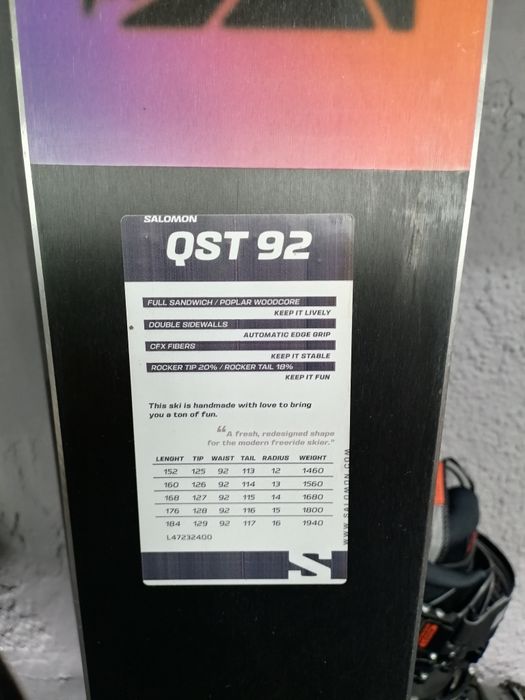 SALOMON
QST 92
FULL SANDWICH / POPLAR WOODCORE
KEEP IT LIVELY
DOUBLE SIDEWALLS
AUTOMATIC EDGE GRIP
CFX FIBERS
KEEP IT STABLE
ROCKER TIP 20% / ROCKER TAIL 18%
KEEP IT FUN
This ski is handmade with love to bring
you a ton of fun.
“A fresh, redesigned shape
for the modern freeride skier."
LENGHT TIP WAIST TAIL RADIUS WEIGHT
152 125 92 113 12 1460
160 126 92 114 13 1560
168 127 92 115 14 1680
176 128 92 116 15 1800
184 129 92 117 16 1940
L47232400
WWW.SALOMON.COM
S